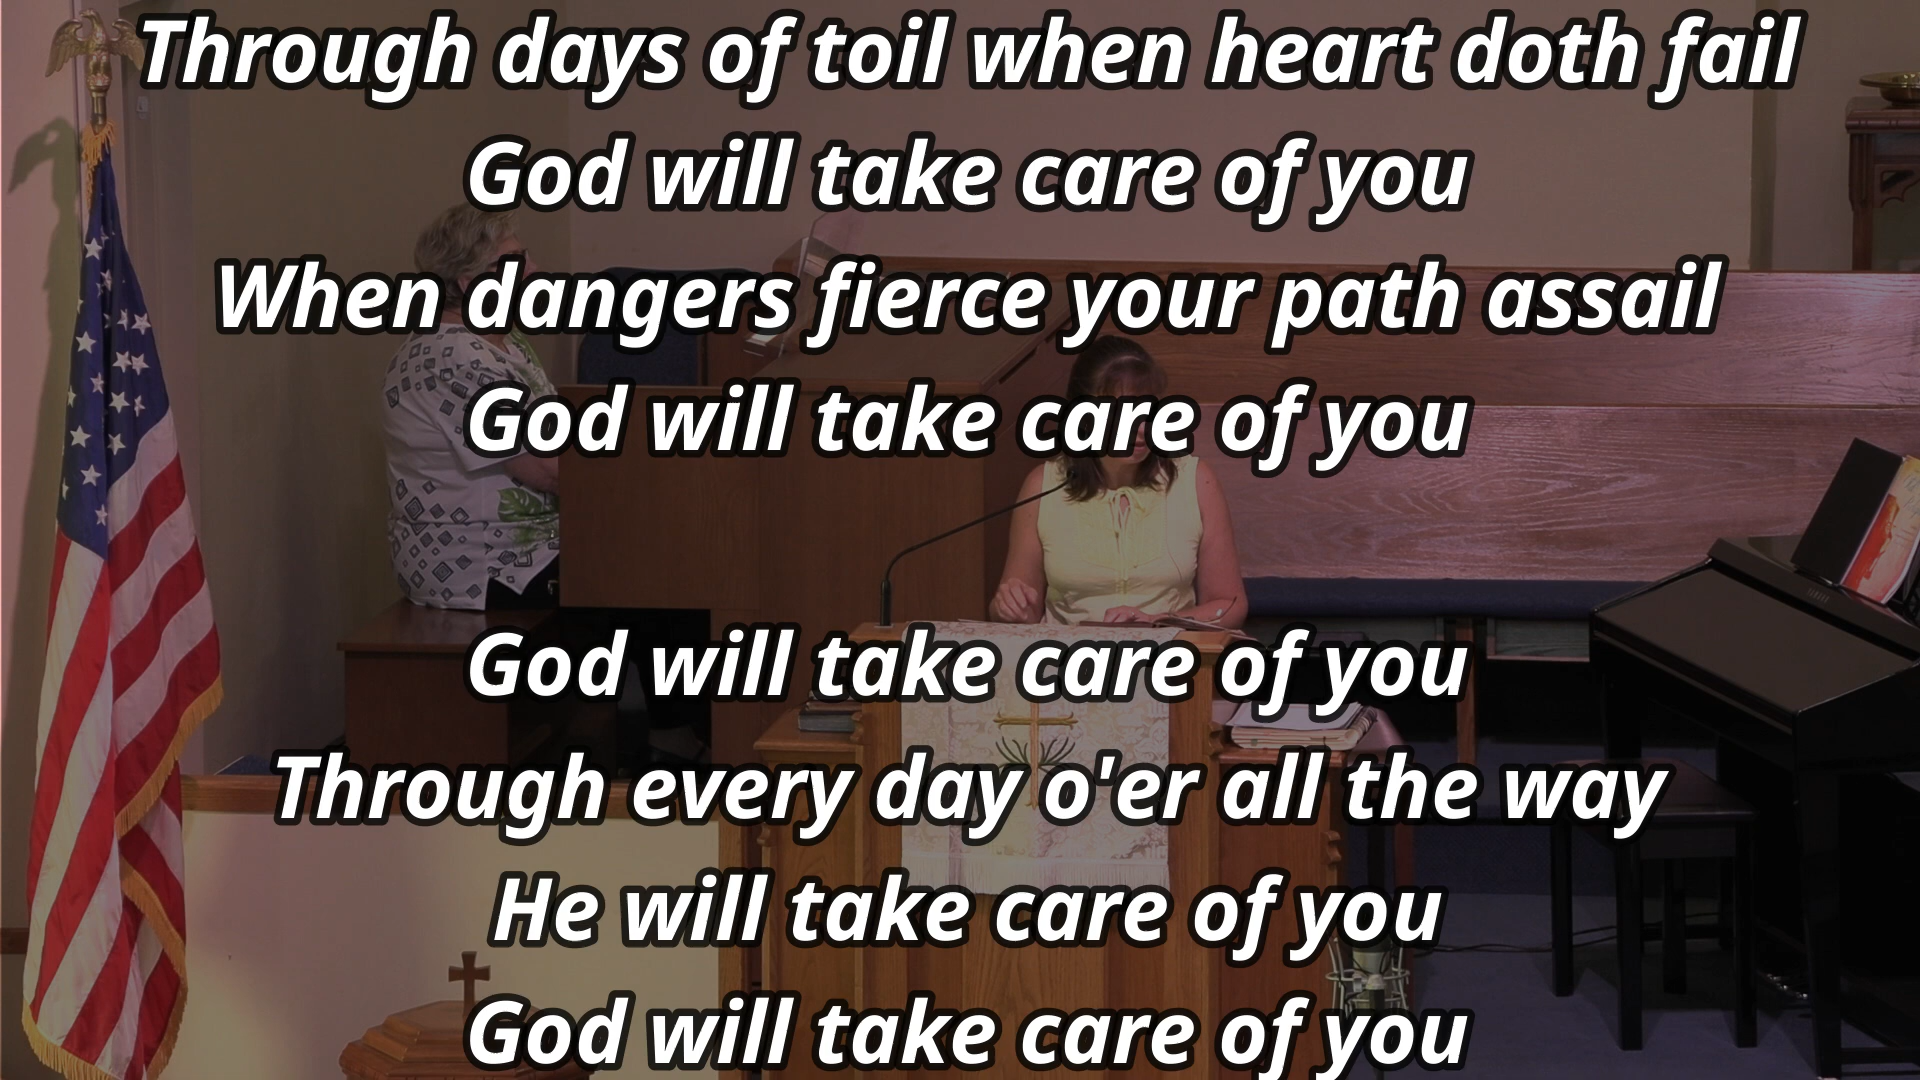 Through days of toil when heart doth fail
God will take care of you
When dangers fierce your path assail
God will take care of you
God will take care of you
Through every day o'er all the way
He will take care of you
God will take care of you